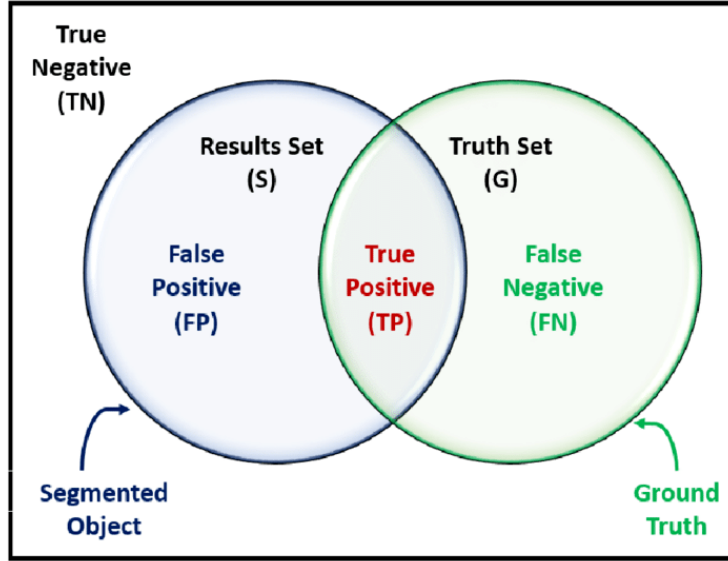 True
Negative
(TN)
Results Set
(S)
Truth Set
(G)
False
Positive
(FP)
True
Positive
(TP)
False
Negative
(FN)
Segmented
Object
Ground
Truth